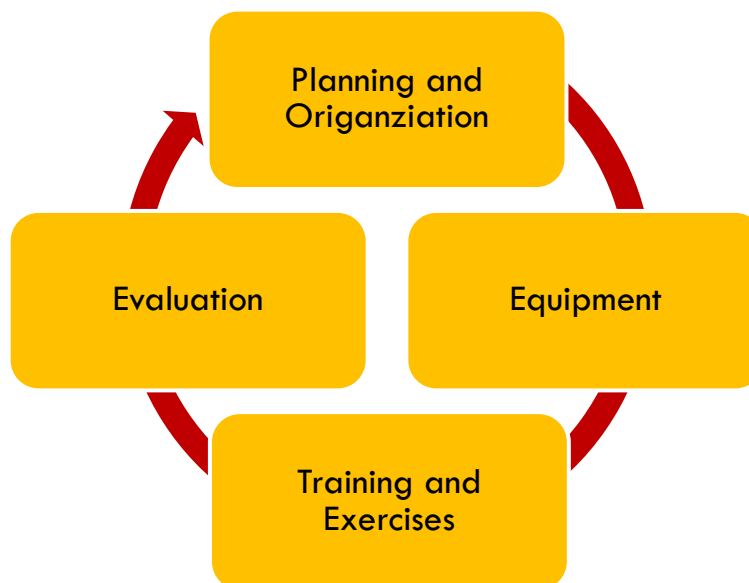 Planning and
Origanziation
Evaluation
Equipment
Training and
Exercises